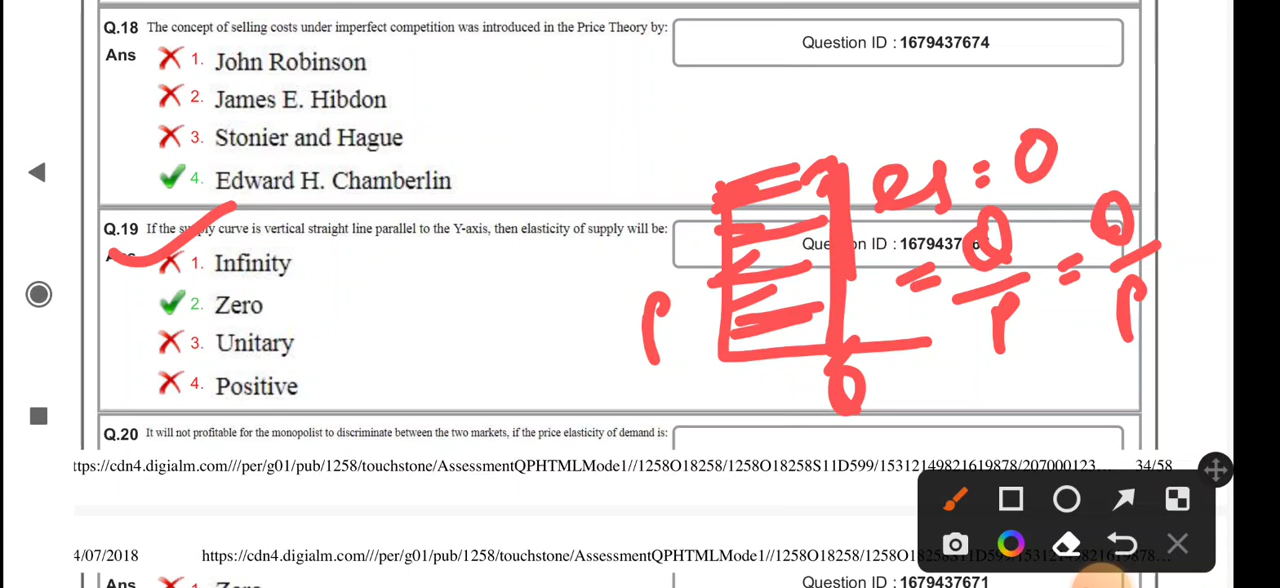 Q.18 The concept of selling costs under imperfect competition was introduced in the Price Theory by:
Question ID : 1679437674
Ans
1. John Robinson
2. James E. Hibdon
3. Stonier and Hague
4. Edward H. Chamberlin
es = 0
Q.19 If the supply curve is vertical straight line parallel to the Y-axis, then elasticity of supply will be:
1. Infinity
2. Zero
3. Unitary
4. Positive
P
= Q/P = Q/P
Q
Q.20 It will not profitable for the monopolist to discriminate between the two markets, if the price elasticity of demand is:
34/58
4/07/2018
Ans
1. Zero
Question ID : 1679437671